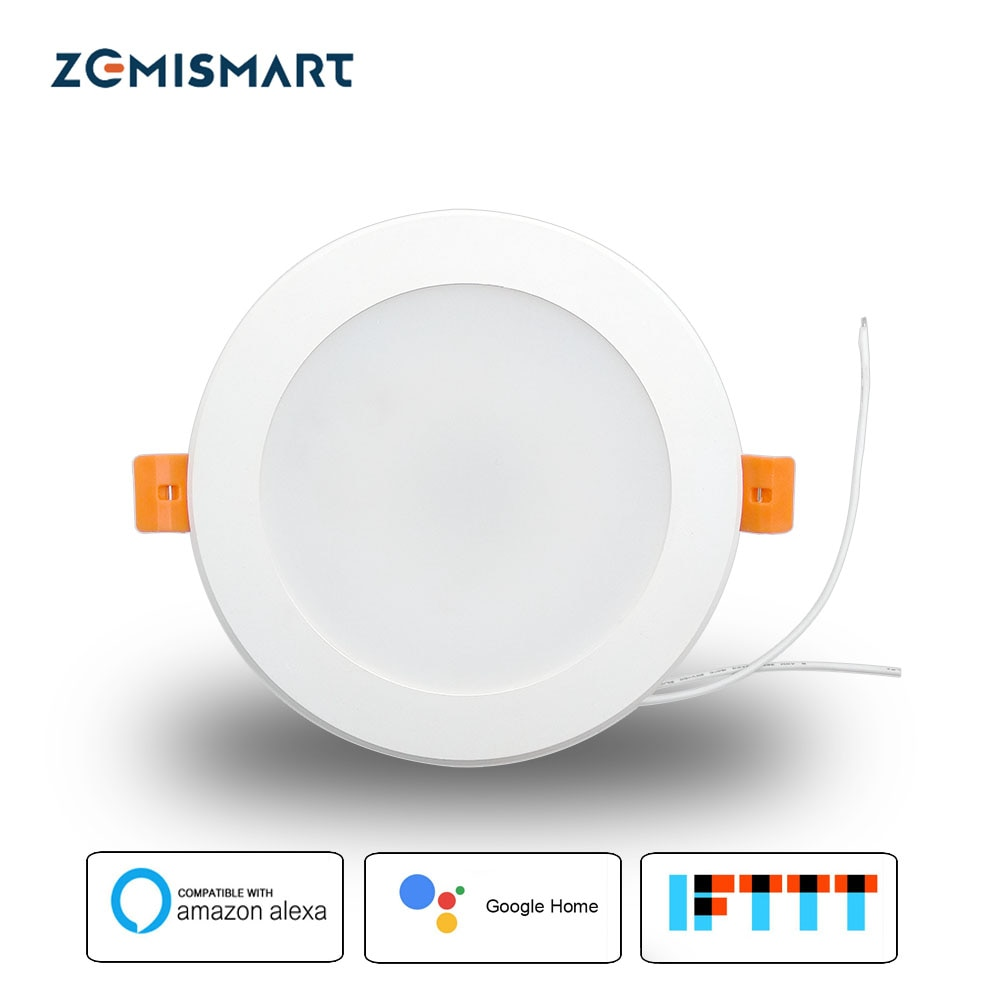 ZEMISMART
COMPATIBLE WITH
amazon alexa
Google Home
IFTTT